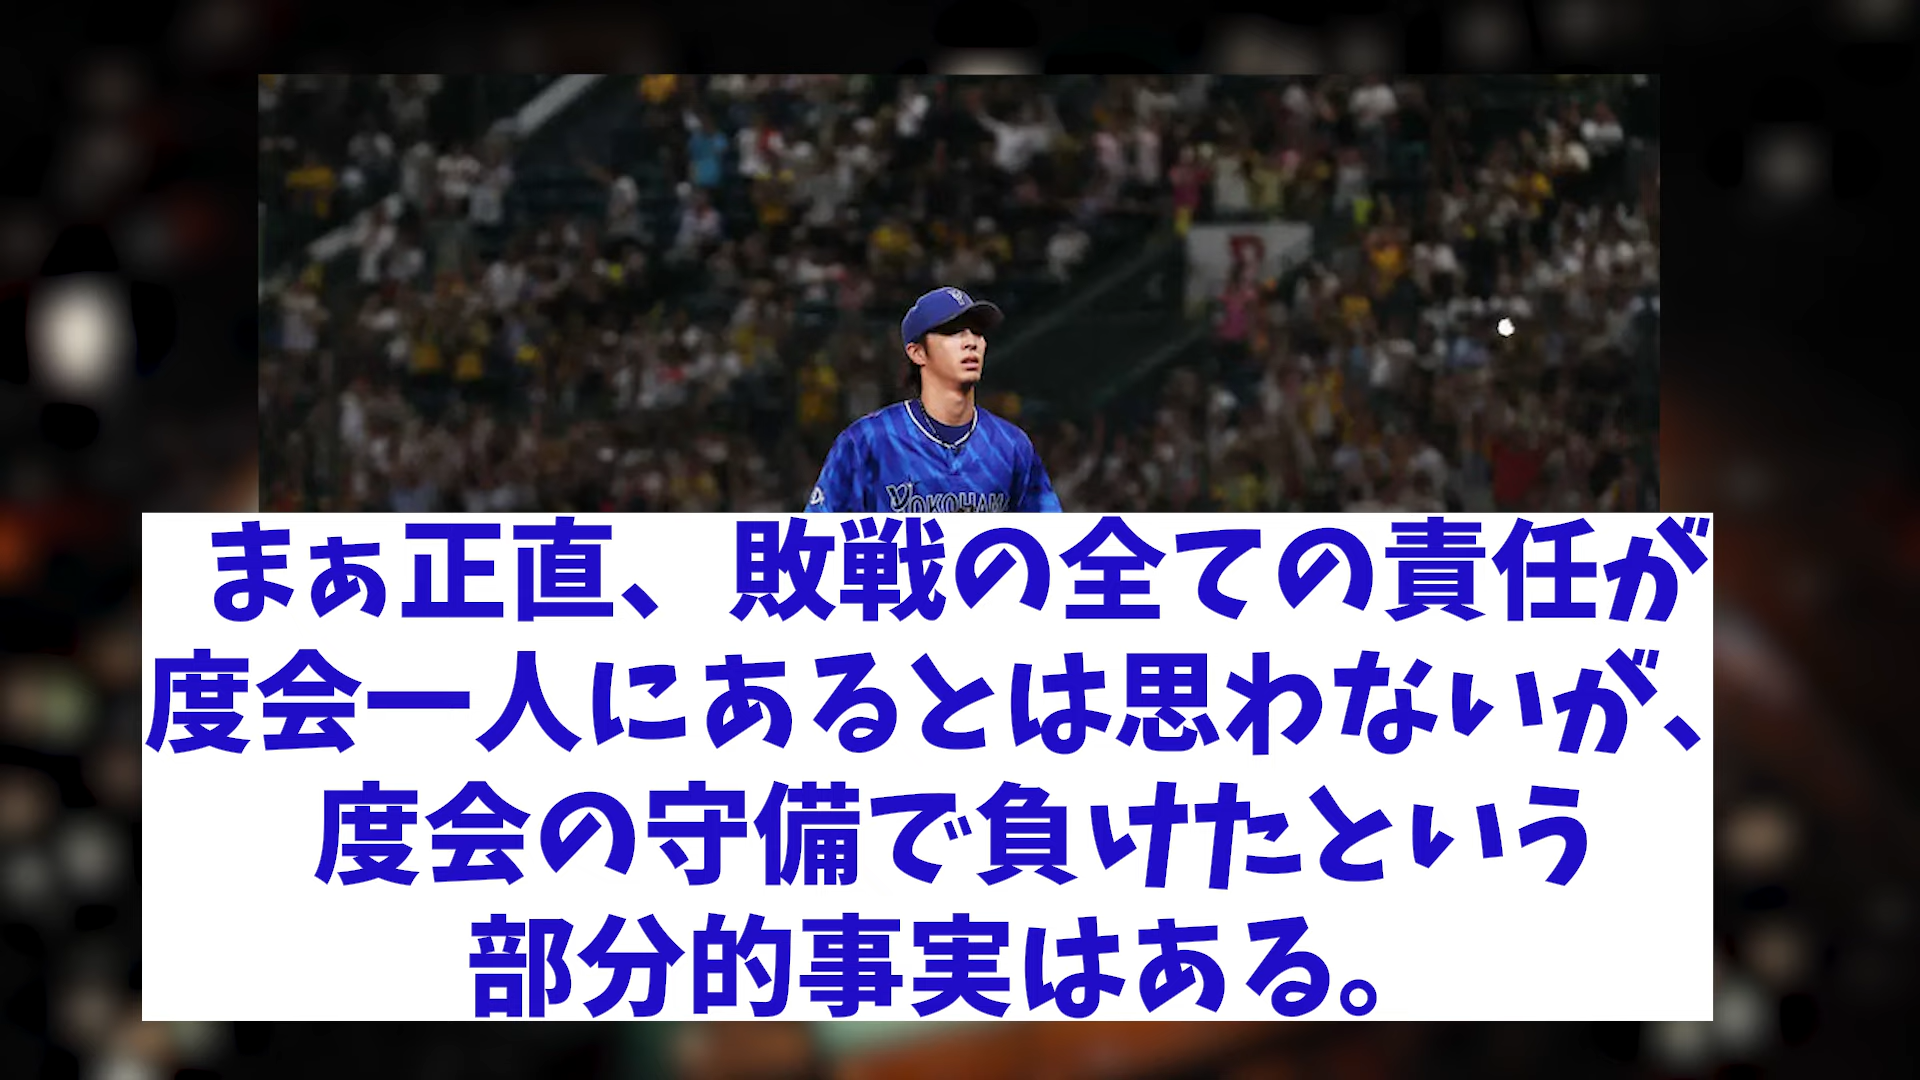 YOKOHAMA
まぁ正直、敗戦の全ての責任が
度会一人にあるとは思わないが、
度会の守備で負けたという
部分的事実はある。